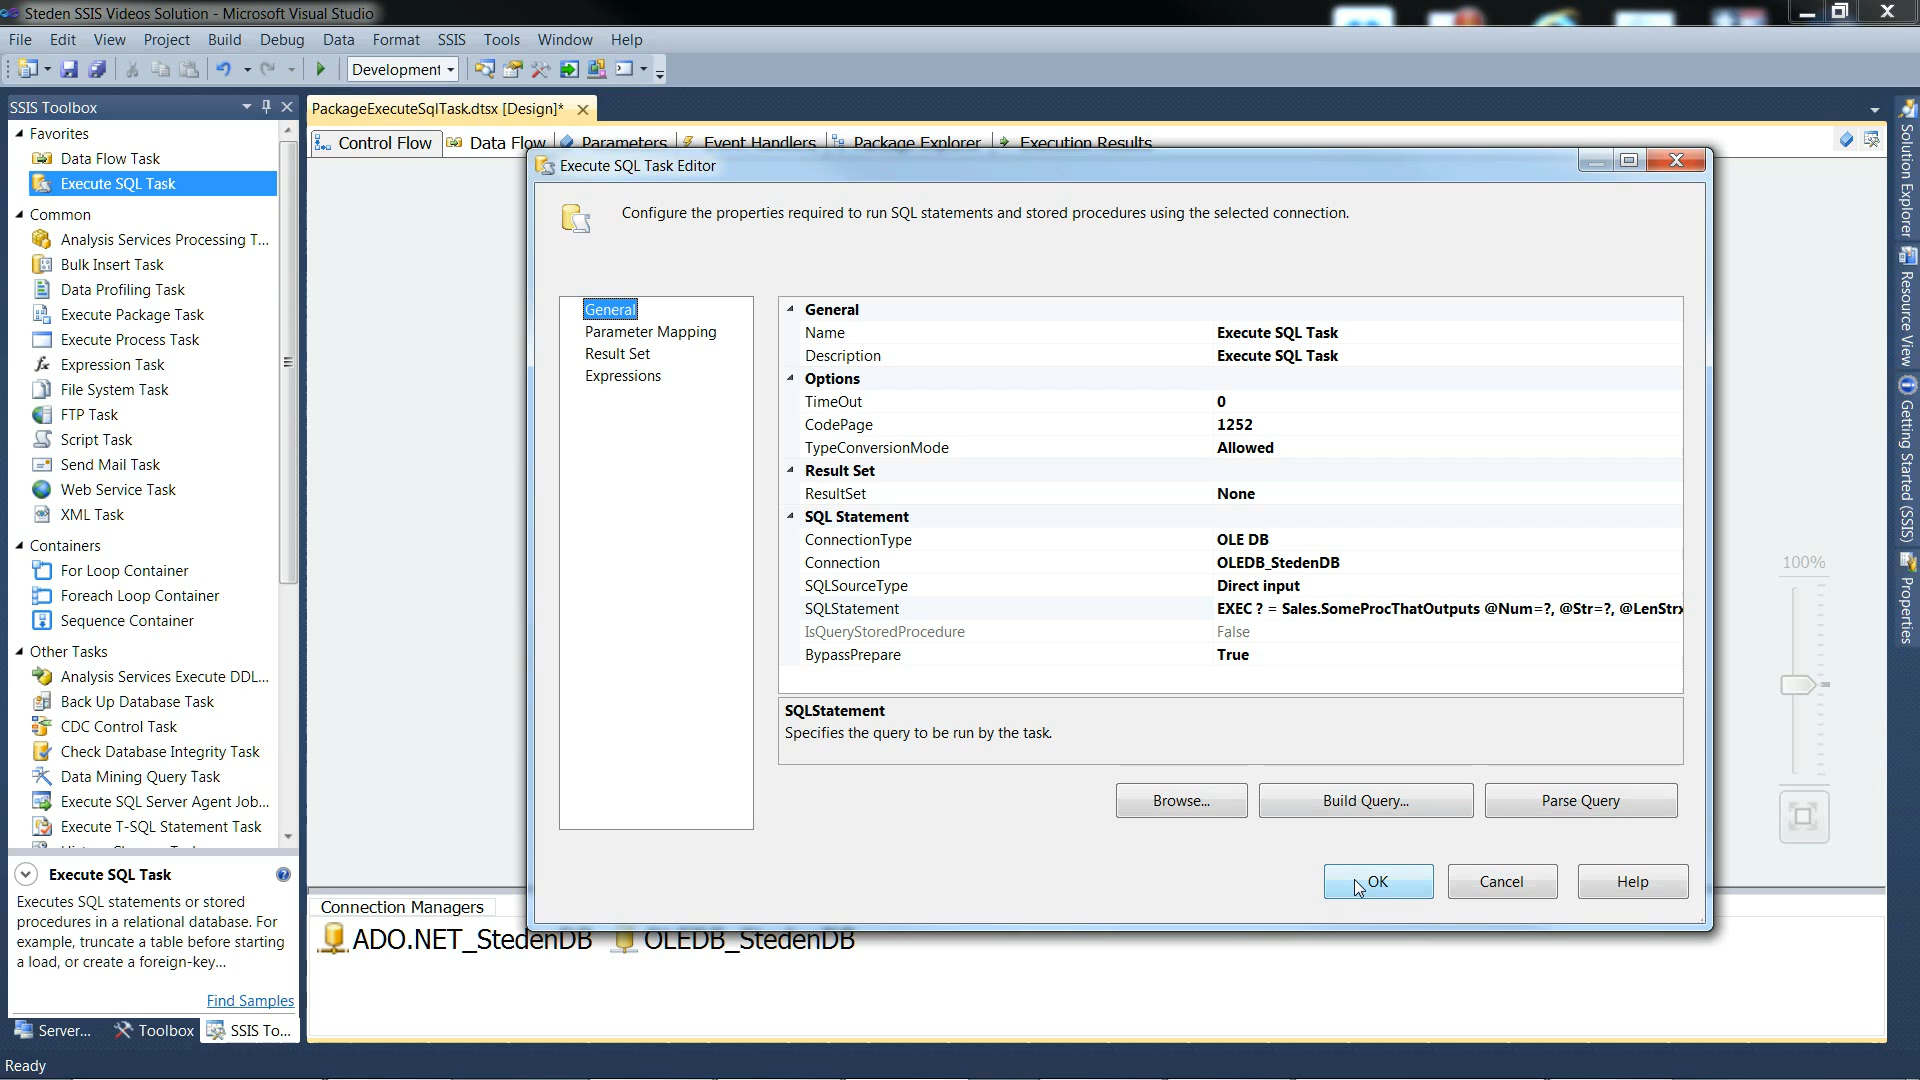 Steden SSIS Videos Solution - Microsoft Visual Studio
File Edit View Project Build Debug Data Format SSIS Tools Window Help
Development
SSIS Toolbox
Favorites
Data Flow Task
Execute SQL Task
Common
Analysis Services Processing T...
Bulk Insert Task
Data Profiling Task
Execute Package Task
Execute Process Task
Expression Task
File System Task
FTP Task
Script Task
Send Mail Task
Web Service Task
XML Task
Containers
For Loop Container
Foreach Loop Container
Sequence Container
Other Tasks
Analysis Services Execute DDL...
Back Up Database Task
CDC Control Task
Check Database Integrity Task
Data Mining Query Task
Execute SQL Server Agent Job...
Execute T-SQL Statement Task
Execute SQL Task
Executes SQL statements or stored
procedures in a relational database. For
example, truncate a table before starting
a load, or create a foreign-key...
Find Samples
Server... Toolbox SSIS To...
Ready
PackageExecuteSqlTask.dtsx [Design]*
Control Flow Data Flow Parameters Event Handlers Package Explorer Execution Results
Execute SQL Task Editor
Configure the properties required to run SQL statements and stored procedures using the selected connection.
General
Parameter Mapping
Result Set
Expressions
General
Name Execute SQL Task
Description Execute SQL Task
Options
TimeOut 0
CodePage 1252
TypeConversionMode Allowed
Result Set
ResultSet None
SQL Statement
ConnectionType OLE DB
Connection OLEDB_StedenDB
SQLSourceType Direct input
SQLStatement EXEC ? = Sales.SomeProcThatOutputs @Num=?, @Str=?, @LenStrx
IsQueryStoredProcedure False
BypassPrepare True
SQLStatement
Specifies the query to be run by the task.
Browse... Build Query... Parse Query
OK Cancel Help
Connection Managers
ADO.NET_StedenDB OLEDB_StedenDB
100%
Solution Explorer
Resource View
Getting Started (SSIS)
Properties